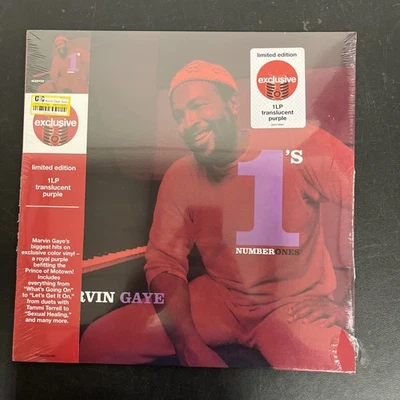 1's
exclusive
limited edition
1LP
translucent
purple
Marvin Gaye's
biggest hits on
exclusive color vinyl –
a royal purple
befitting the
Prince of Motown!
Includes
everything from
"What's Going On"
to "Let's Get It On,"
from duets with
Tammi Terrell to
"Sexual Healing,"
and many more.
limited edition
exclusive
1LP
translucent
purple
1's
NUMBERONES
RVIN GAYE